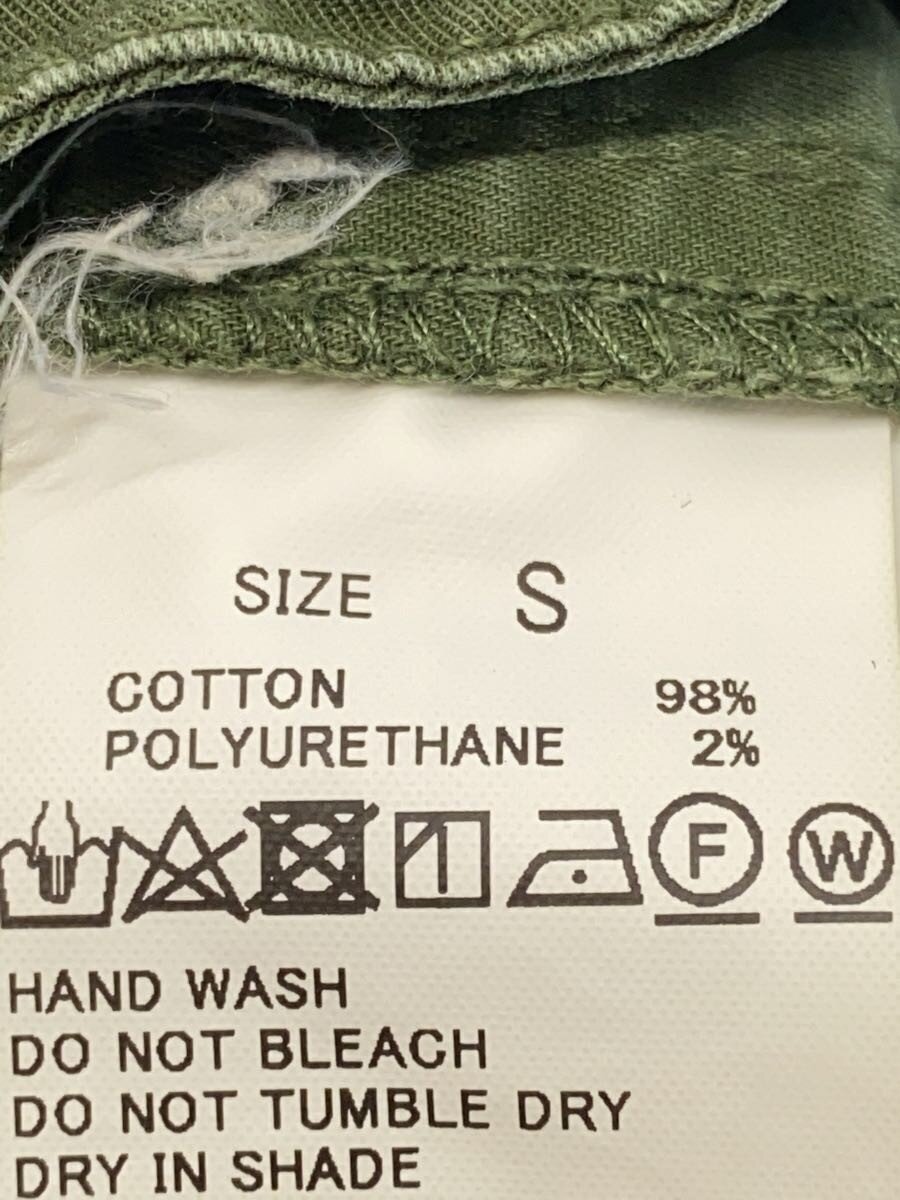 SIZE S
COTTON 98%
POLYURETHANE 2%
F W
HAND WASH
DO NOT BLEACH
DO NOT TUMBLE DRY
DRY IN SHADE